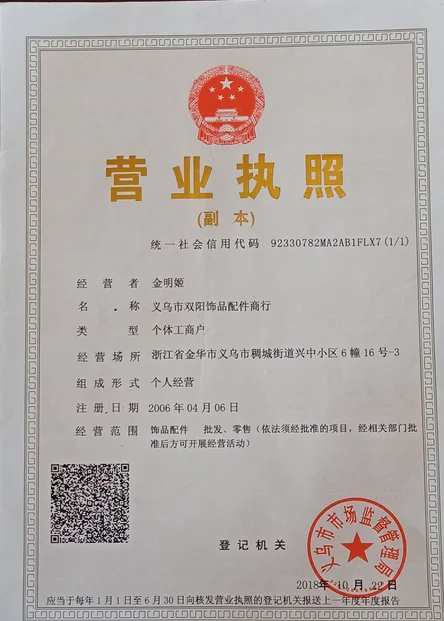 营业执照
(副 本)
统一社会信用代码 92330782MA2AB1FLX7(1/1)
经营者 金明姬
名称 义乌市双阳饰品配件商行
类型 个体工商户
经营场所 浙江省金华市义乌市稠城街道兴中小区6幢16号-3
组成形式 个人经营
注册日期 2006年04月06日
经营范围 饰品配件 批发、零售（依法须经批准的项目，经相关部门批
准后方可开展经营活动）
义乌市市场监督管理局
登记机关
2018年 10 月 22 日
应当于每年1月1日至6月30日向核发营业执照的登记机关报送上一年度年度报告